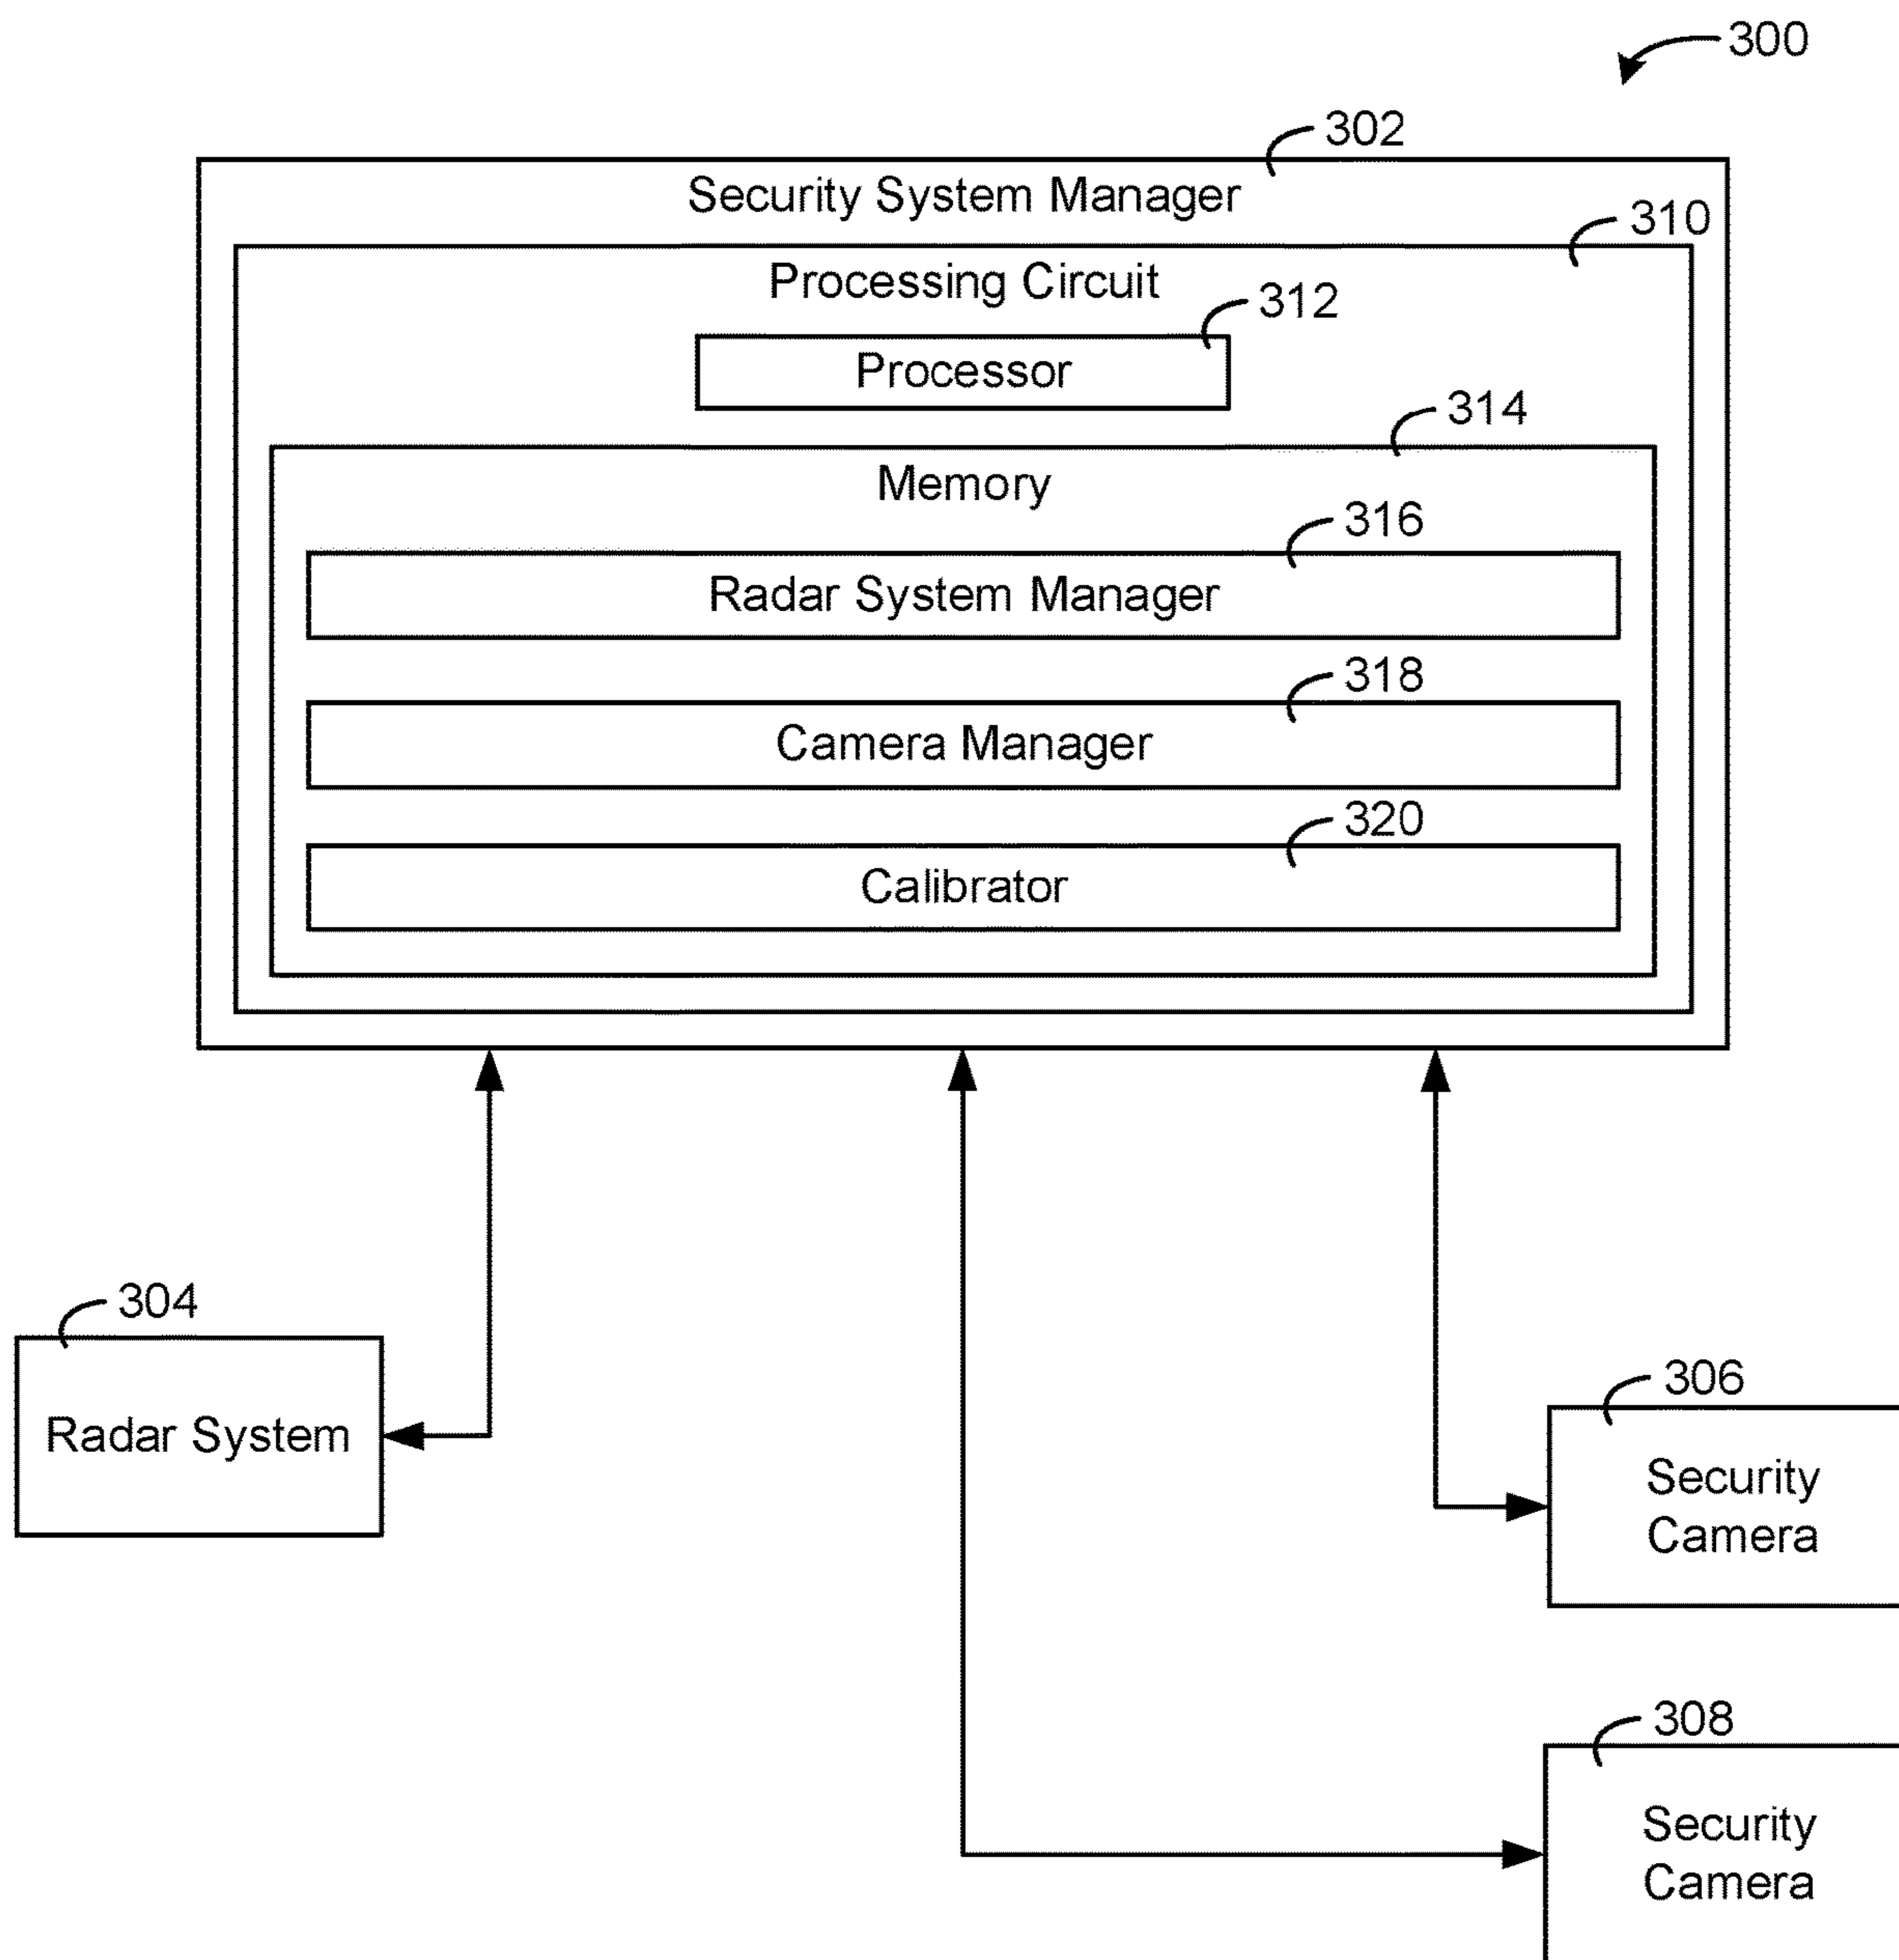 300
302
Security System Manager
310
Processing Circuit
312
Processor
314
Memory
316
Radar System Manager
318
Camera Manager
320
Calibrator
304
Radar System
306
Security
Camera
308
Security
Camera